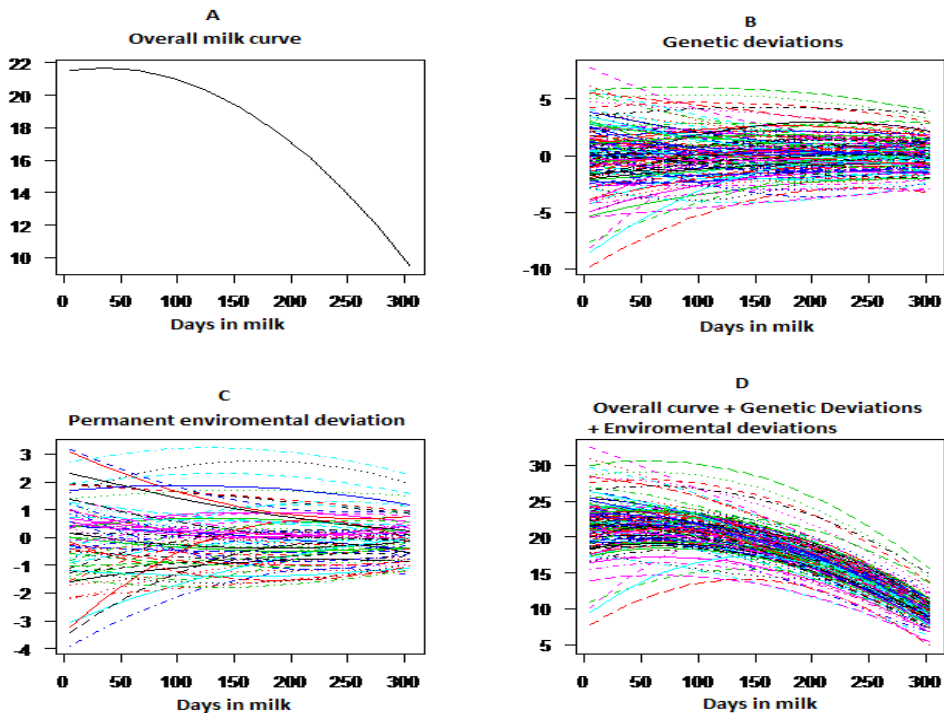 A
Overall milk curve
22
20
18
16
14
12
10
0 50 100 150 200 250 300
Days in milk
B
Genetic deviations
5
0
-5
-10
0 50 100 150 200 250 300
Days in milk
C
Permanent enviromental deviation
3
2
1
0
-1
-2
-3
-4
0 50 100 150 200 250 300
Days in milk
D
Overall curve + Genetic Deviations
+ Enviromental deviations
30
25
20
15
10
5
0 50 100 150 200 250 300
Days in milk